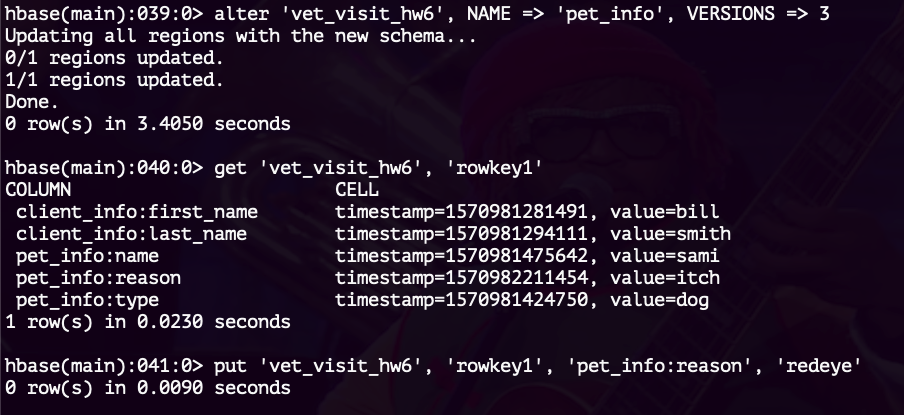 hbase(main):039:0> alter 'vet_visit_hw6', NAME => 'pet_info', VERSIONS => 3
Updating all regions with the new schema...
0/1 regions updated.
1/1 regions updated.
Done.
0 row(s) in 3.4050 seconds
hbase(main):040:0> get 'vet_visit_hw6', 'rowkey1'
COLUMN CELL
client_info:first_name timestamp=1570981281491, value=bill
client_info:last_name timestamp=1570981294111, value=smith
pet_info:name timestamp=1570981475642, value=sami
pet_info:reason timestamp=1570982211454, value=itch
pet_info:type timestamp=1570981424750, value=dog
1 row(s) in 0.0230 seconds
hbase(main):041:0> put 'vet_visit_hw6', 'rowkey1', 'pet_info:reason', 'redeye'
0 row(s) in 0.0090 seconds